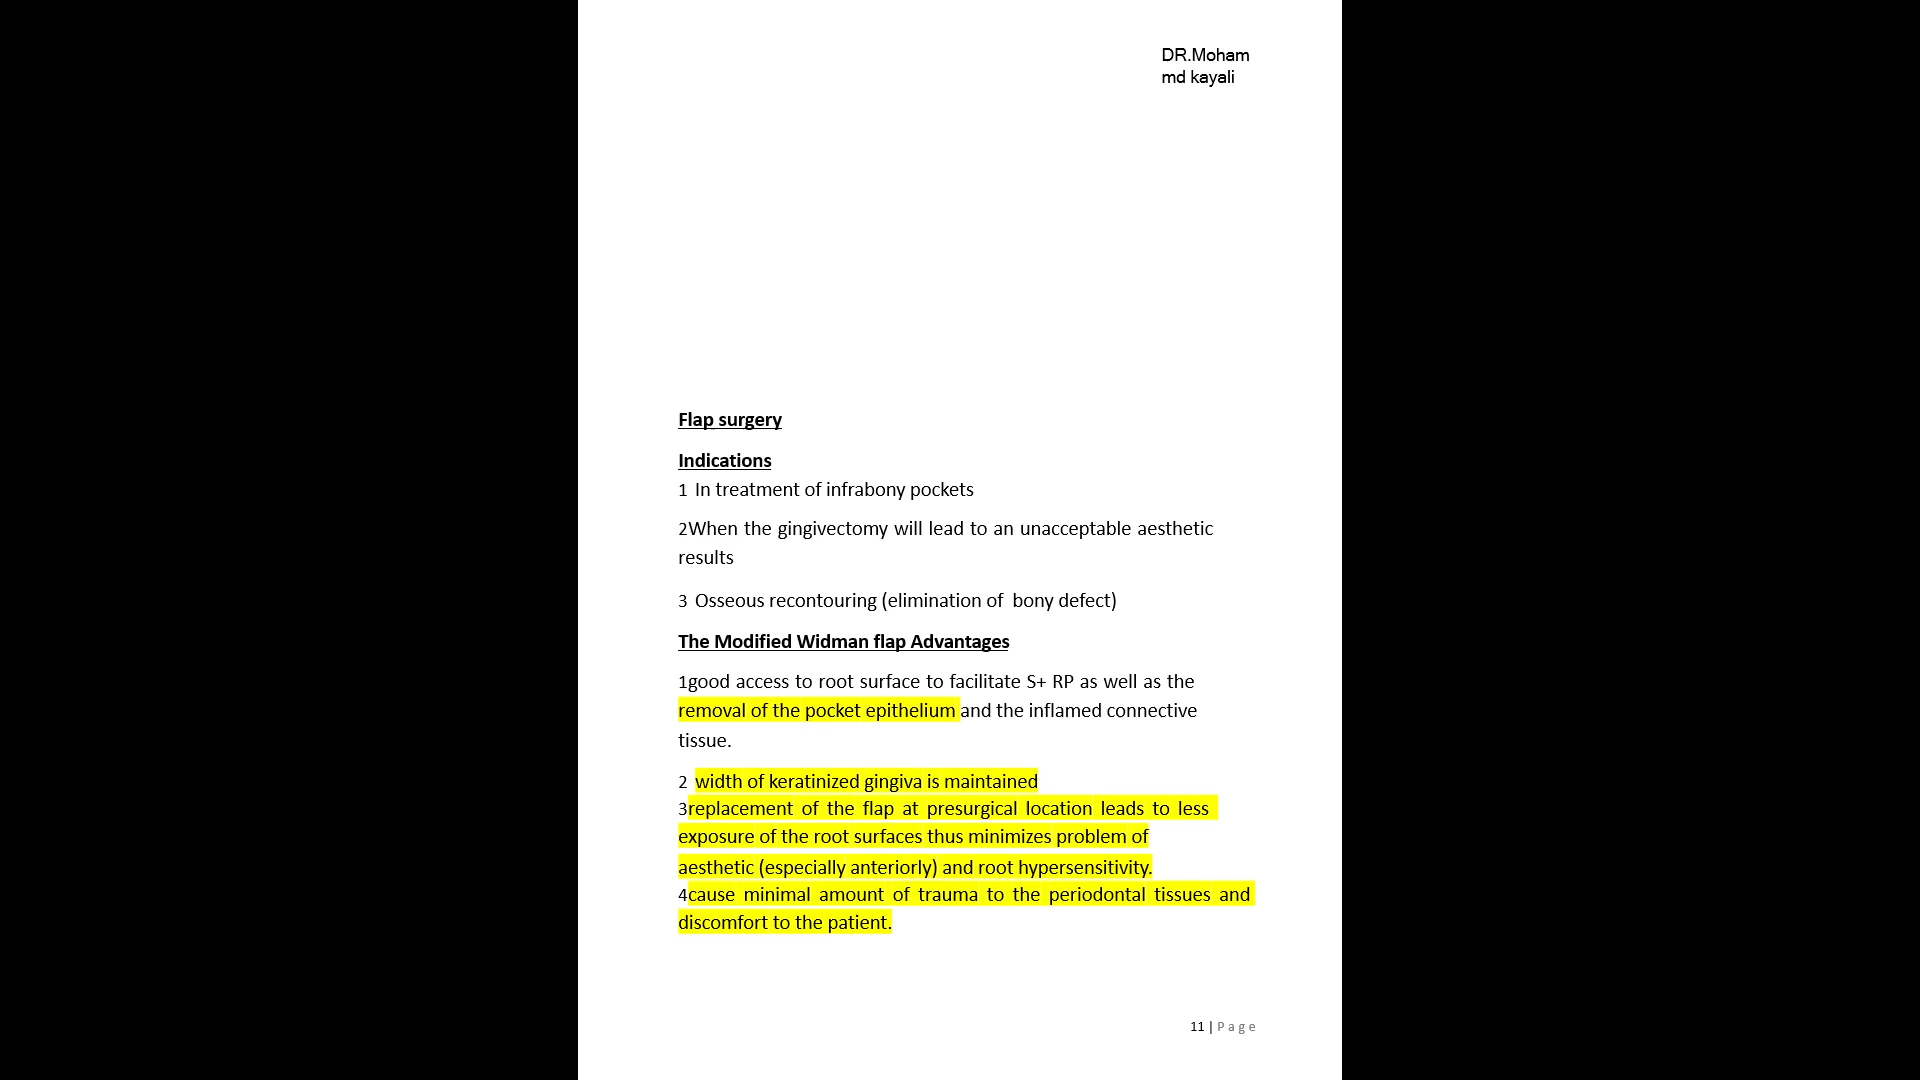 DR.Moham
md kayali
Flap surgery
Indications
1 In treatment of infrabony pockets
2When the gingivectomy will lead to an unacceptable aesthetic
results
3 Osseous recontouring (elimination of bony defect)
The Modified Widman flap Advantages
1good access to root surface to facilitate S+ RP as well as the
removal of the pocket epithelium and the inflamed connective
tissue.
2 width of keratinized gingiva is maintained
3replacement of the flap at presurgical location leads to less
exposure of the root surfaces thus minimizes problem of
aesthetic (especially anteriorly) and root hypersensitivity.
4cause minimal amount of trauma to the periodontal tissues and
discomfort to the patient.
11 | Page